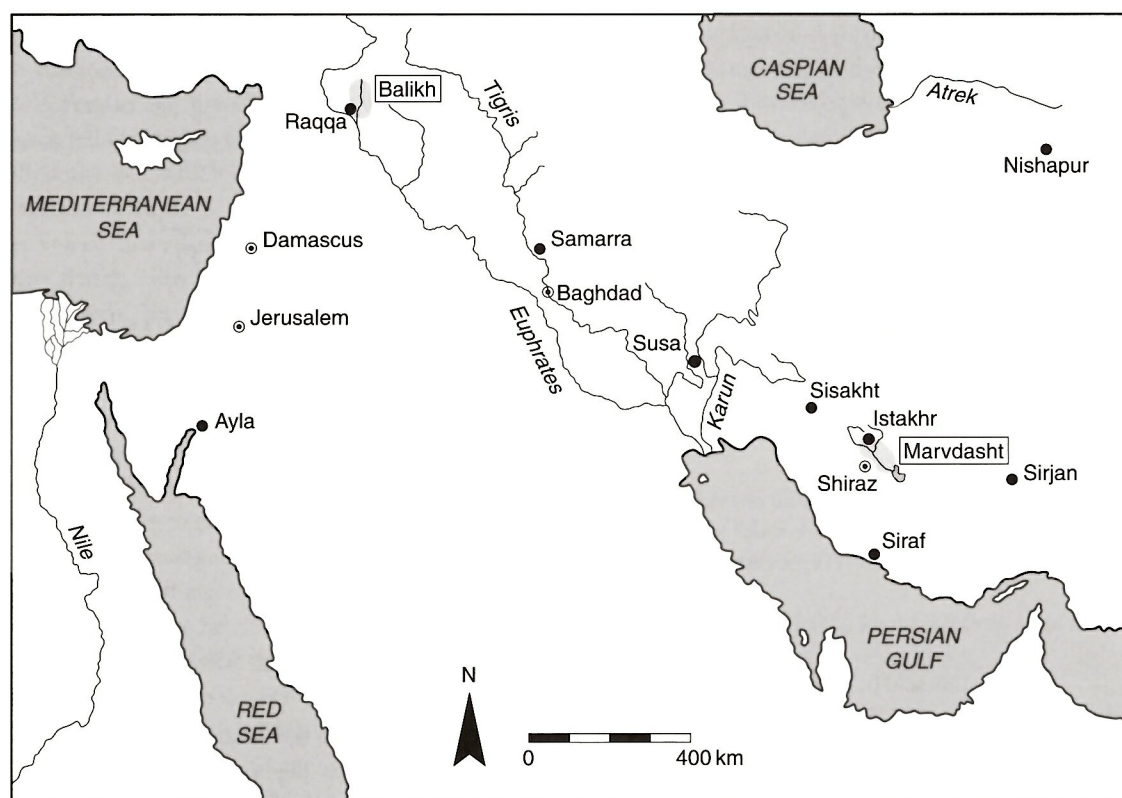 CASPIAN
SEA
Atrek
Nishapur
Balikh
Raqqa
Tigris
MEDITERRANEAN
SEA
Damascus
Samarra
Baghdad
Jerusalem
Euphrates
Susa
Karun
Sisakht
Istakhr
Marvdasht
Shiraz
Sirjan
Ayla
Siraf
Nile
PERSIAN
GULF
RED
SEA
N
0 400 km